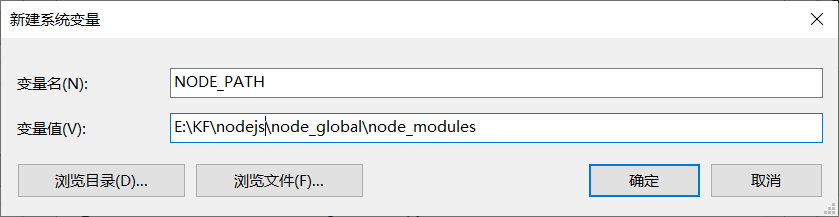 新建系统变量
变量名(N): NODE_PATH
变量值(V): E:\KF\nodejs\node_global\node_modules
浏览目录(D)... 浏览文件(F)... 确定 取消